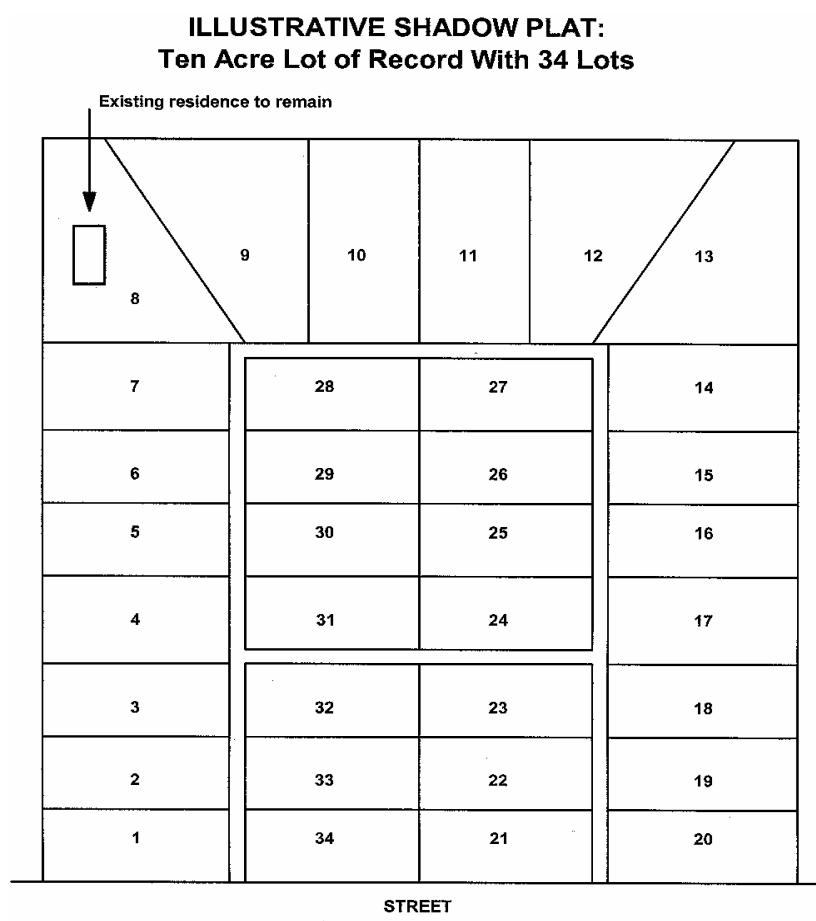 ILLUSTRATIVE SHADOW PLAT:
Ten Acre Lot of Record With 34 Lots
Existing residence to remain
9 10 11 12 13
8
7 28 27 14
6 29 26 15
5 30 25 16
4 31 24 17
3 32 23 18
2 33 22 19
1 34 21 20
STREET